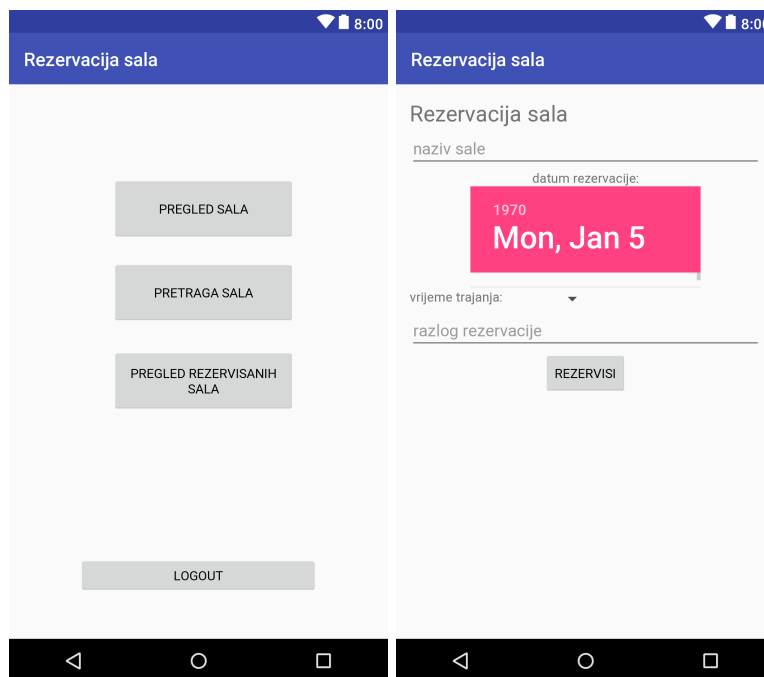 8:00
Rezervacija sala
PREGLED SALA
PRETRAGA SALA
PREGLED REZERVISANIH
SALA
LOGOUT
8:00
Rezervacija sala
Rezervacija sala
naziv sale
datum rezervacije:
1970
Mon, Jan 5
vrijeme trajanja:
razlog rezervacije
REZERVISI